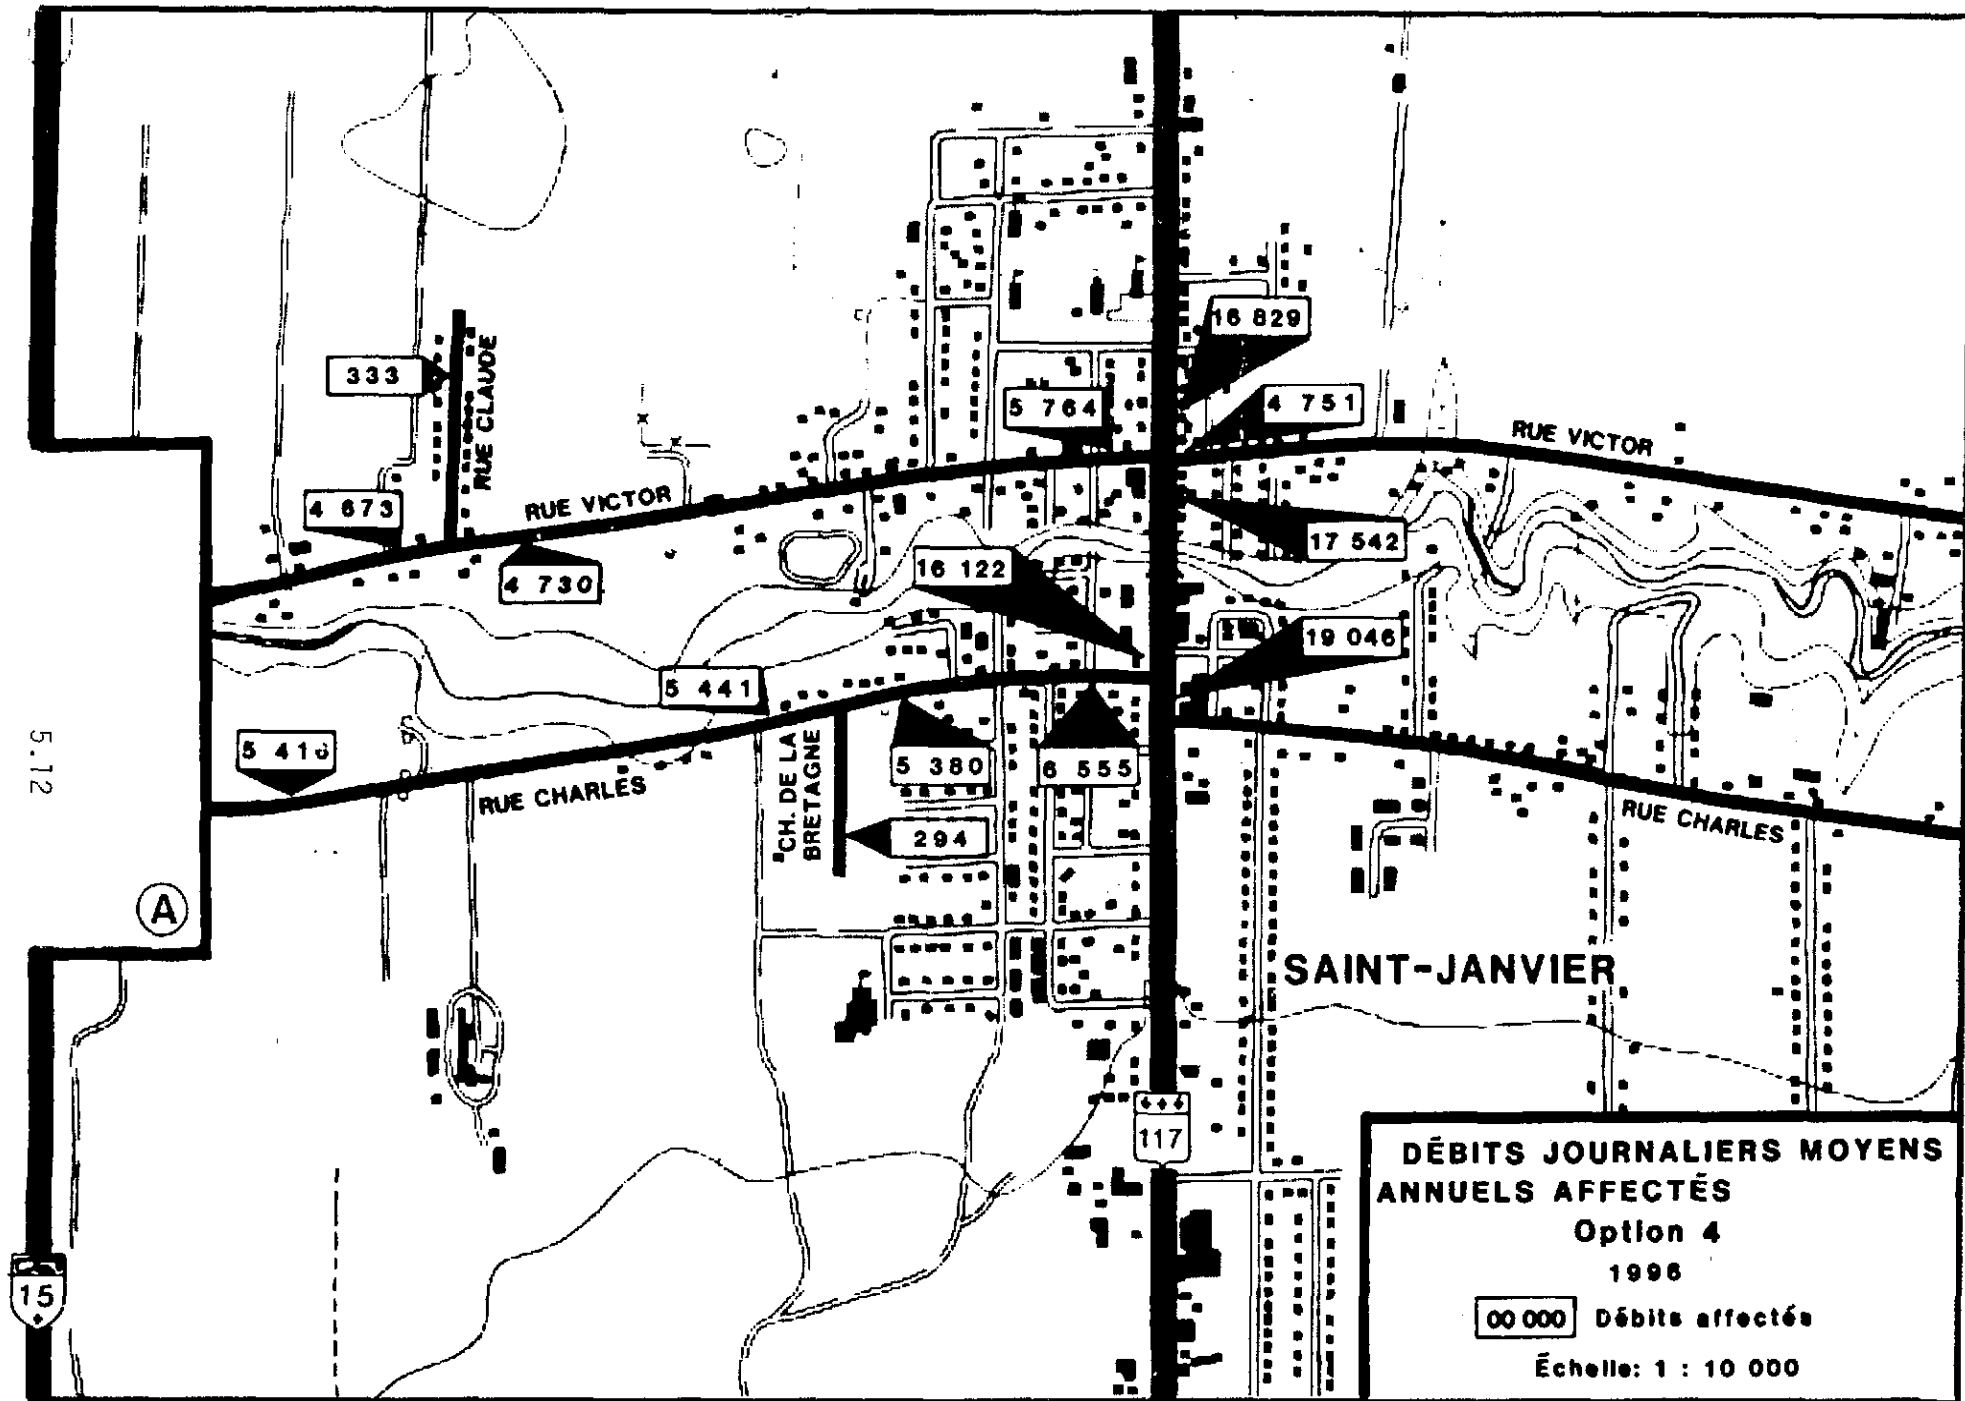 16 829
333
RUE CLAUDE
5 764
4 751
RUE VICTOR
4 673
RUE VICTOR
17 542
4 730
16 122
19 046
5 441
5 416
5 380
6 555
RUE CHARLES
CH. DE LA
BRETAGNE
294
RUE CHARLES
5.12
A
SAINT-JANVIER
117
15
DÉBITS JOURNALIERS MOYENS
ANNUELS AFFECTÉS
Option 4
1996
00 000 Débits affectés
Échelle: 1 : 10 000